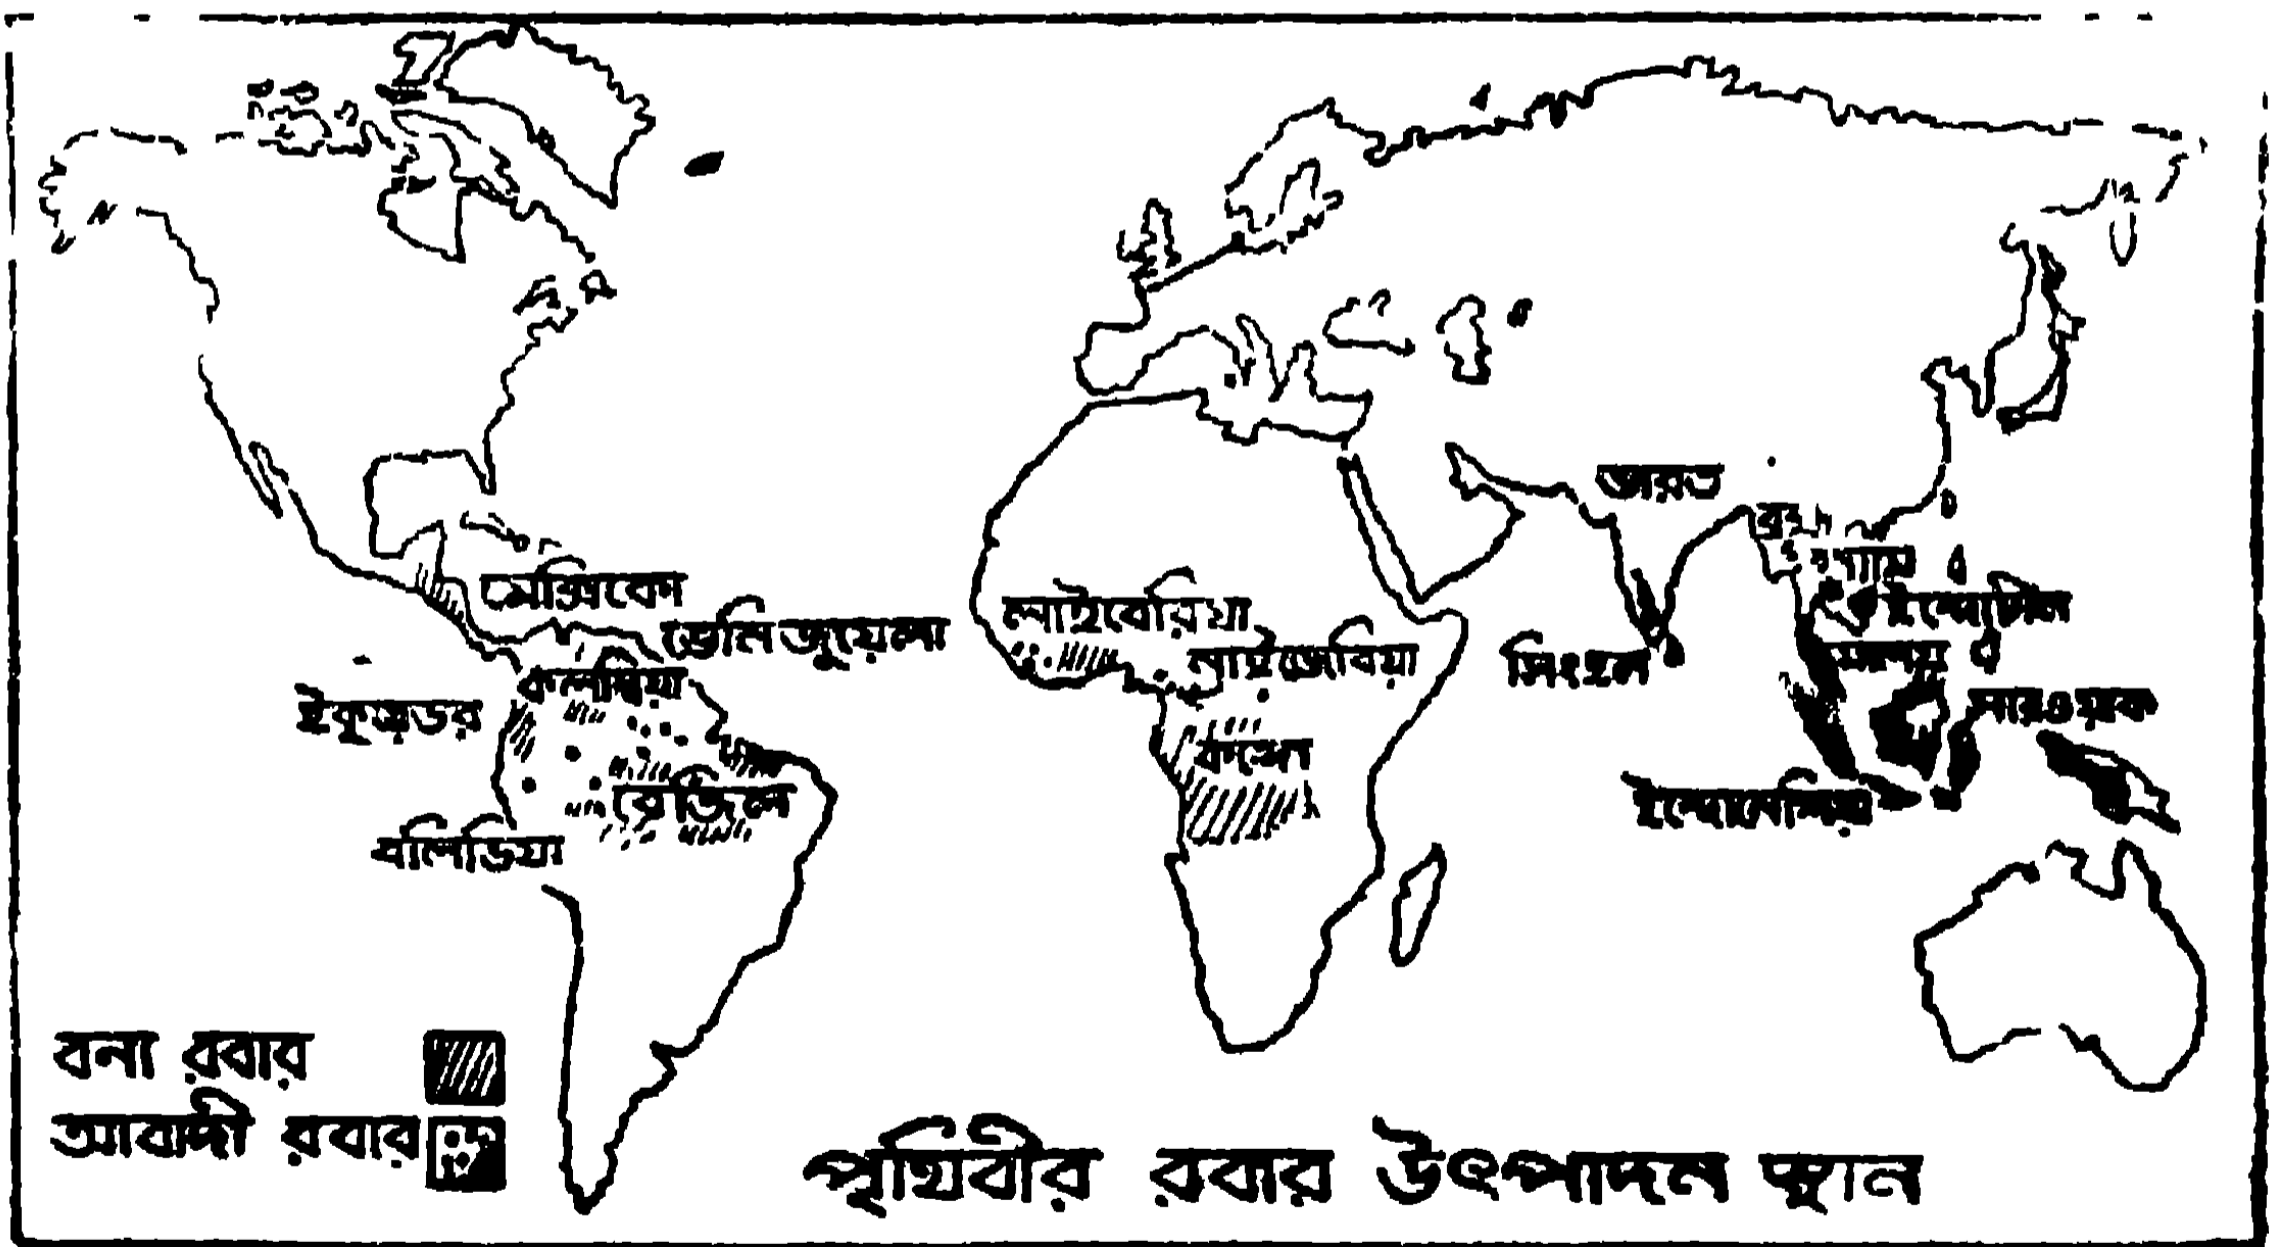 ভারত
ব্রহ্ম
শ্যাম
মেক্সিকো
ইন্দোচীন
লাইবেরিয়া
ভেনিজুয়েলা
নাইজেরিয়া
সিংহল
মালয়
কলম্বিয়া
ইকুয়াডর
সারওয়াক
কঙ্গো
ব্রেজিল
ইন্দোনেশিয়া
বলিভিয়া
বন্য রবার
আবাদী রবার
পৃথিবীর রবার উৎপাদন স্থান